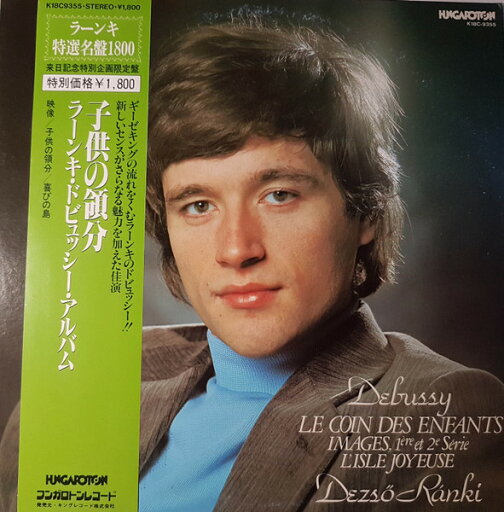 K18C9355・STEREO・¥1,800
ラーンキ
特選名盤1800
来日記念特別企画限定盤
特別価格¥1,800
ギーゼキングの流れをくむラーンキのドビュッシー!!
新しいセンスがさらなる魅力を加えた佳演
子供の領分
ラーンキ・ドビュッシー・アルバム
映像/子供の領分/喜びの島
HUNGAROTON
フンガロトンレコード
発売元・キングレコード株式会社
HUNGAROTON
K18C-9355
Debussy
LE COIN DES ENFANTS
IMAGES, 1ère et 2e Série
L'ISLE JOYEUSE
Dezső Ránki